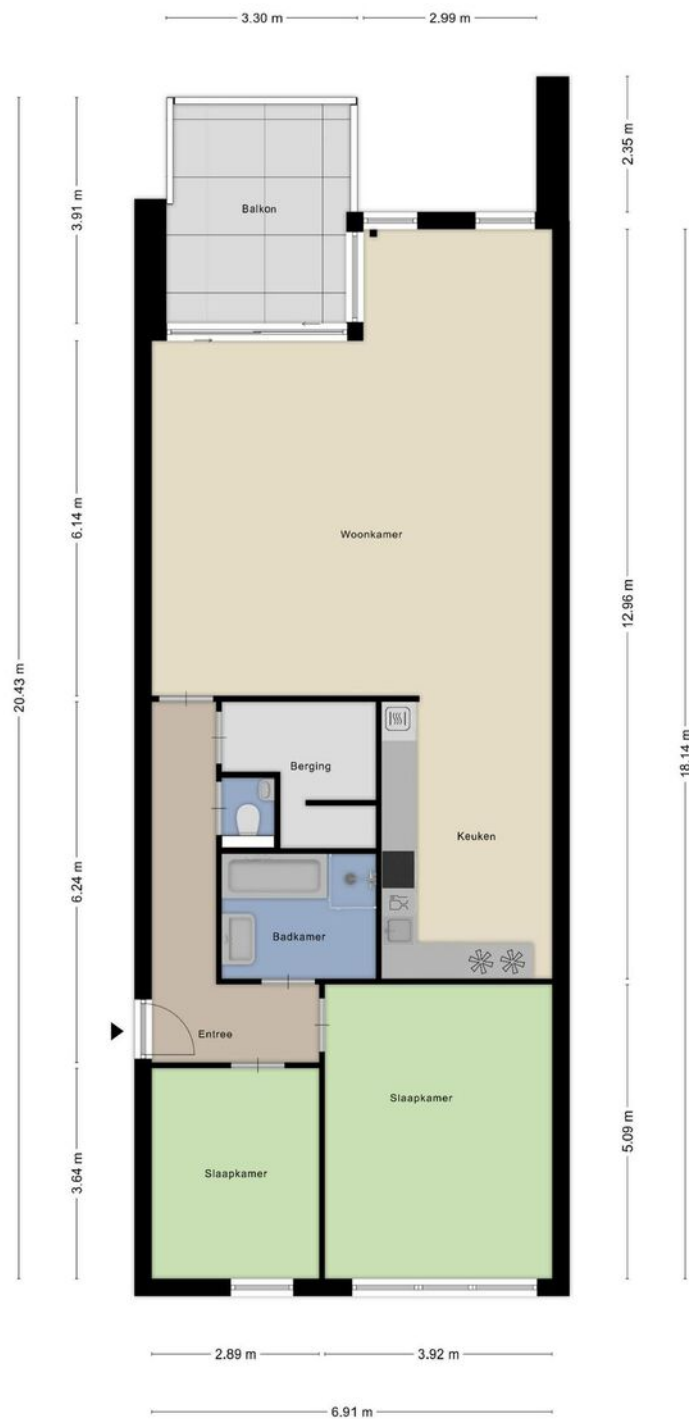 3.30 m
2.99 m
2.35 m
3.91 m
Balkon
6.14 m
Woonkamer
12.96 m
20.43 m
18.14 m
Berging
Keuken
6.24 m
Badkamer
Entree
Slaapkamer
5.09 m
3.64 m
Slaapkamer
2.89 m
3.92 m
6.91 m